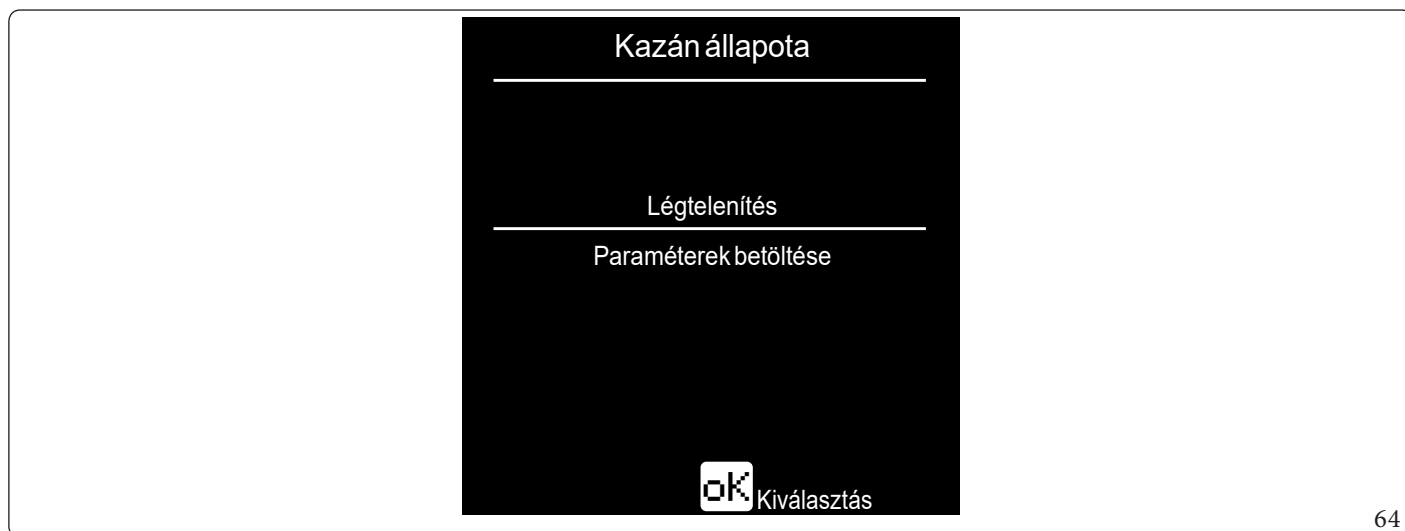 Kazán állapota
Légtelenítés
Paraméterek betöltése
oK Kiválasztás
64